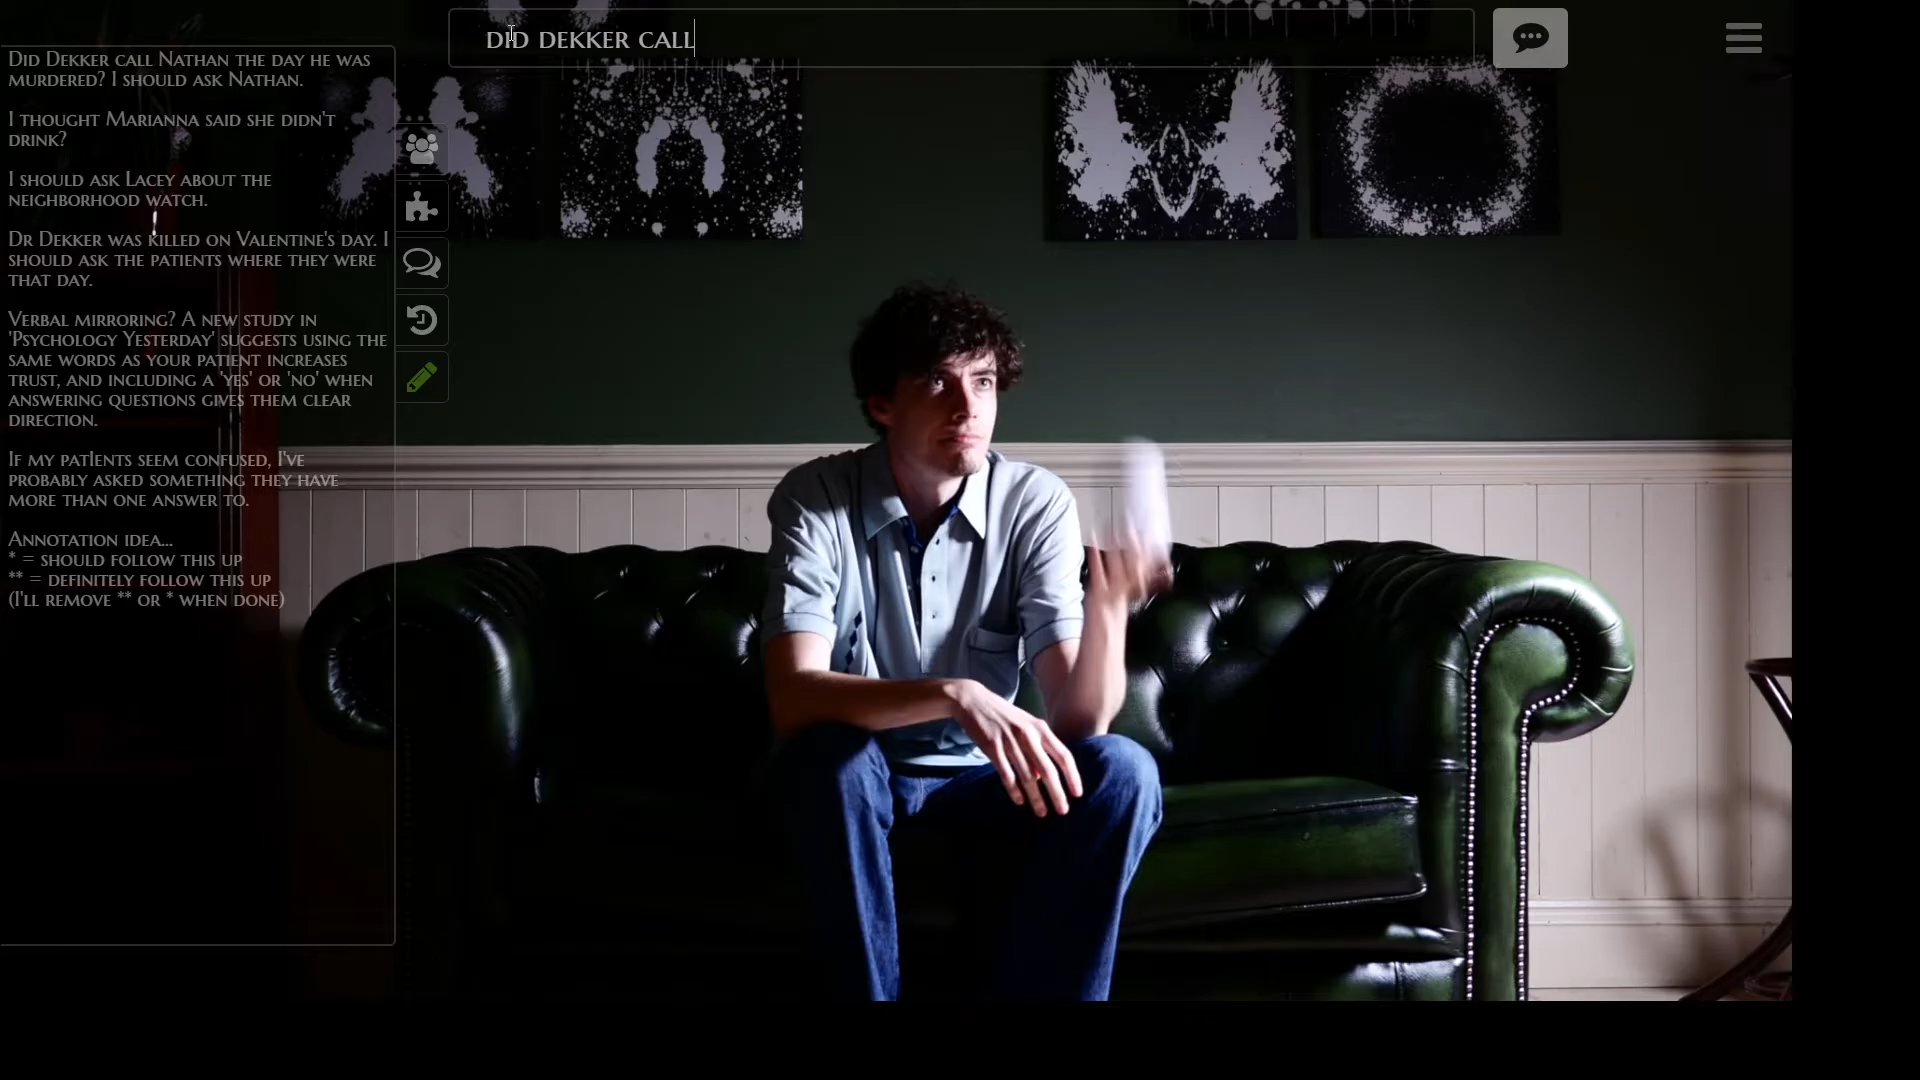 did dekker call
Did Dekker call Nathan the day he was
murdered? I should ask Nathan.
I thought Marianna said she didn't
drink?
I should ask Lacey about the
neighborhood watch.
Dr Dekker was killed on Valentine's day. I
should ask the patients where they were
that day.
Verbal mirroring? A new study in
'Psychology Yesterday' suggests using the
same words as your patient increases
trust, and including a 'yes' or 'no' when
answering questions gives them clear
direction.
If my patients seem confused, I've
probably asked something they have
more than one answer to.
Annotation idea...
* = should follow this up
** = definitely follow this up
(I'll remove ** or * when done)